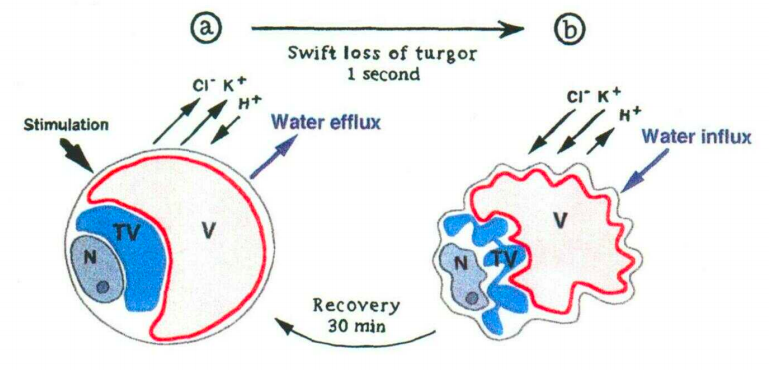 a
b
Swift loss of turgor
1 second
Cl⁻ K⁺
H⁺
Stimulation
Water efflux
V
TV
N
Cl⁻ K⁺
H⁺
Water influx
V
TV
N
Recovery
30 min